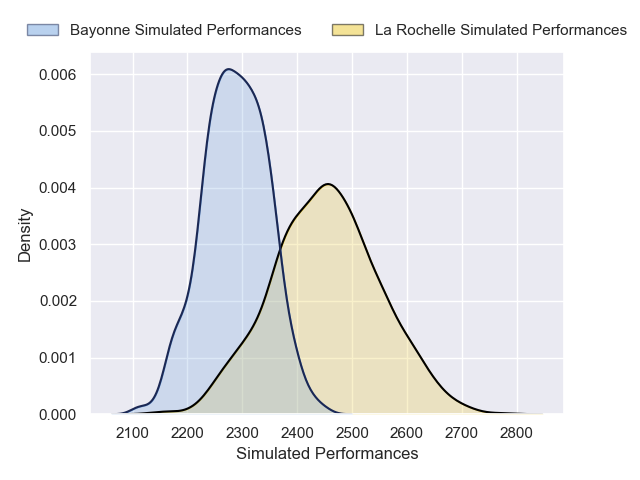 Bayonne Simulated Performances
La Rochelle Simulated Performances
0.006
0.005
0.004
0.003
0.002
0.001
0.000
Density
2100 2200 2300 2400 2500 2600 2700 2800
Simulated Performances